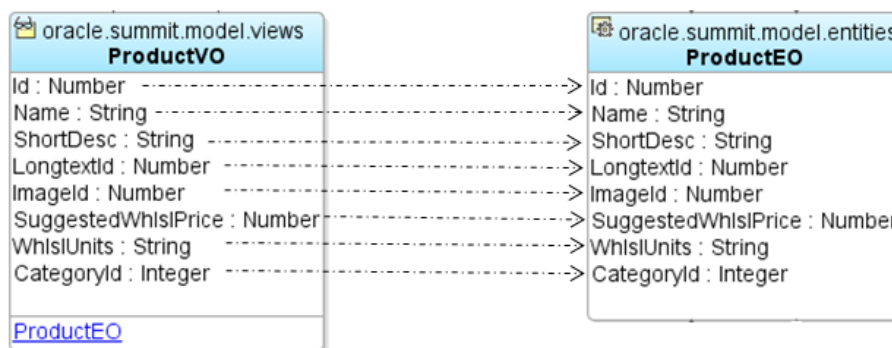 oracle.summit.model.views
ProductVO
Id : Number
Name : String
ShortDesc : String
LongtextId : Number
ImageId : Number
SuggestedWhlslPrice : Number
WhlslUnits : String
CategoryId : Integer
ProductEO
oracle.summit.model.entities
ProductEO
Id : Number
Name : String
ShortDesc : String
LongtextId : Number
ImageId : Number
SuggestedWhlslPrice : Number
WhlslUnits : String
CategoryId : Integer